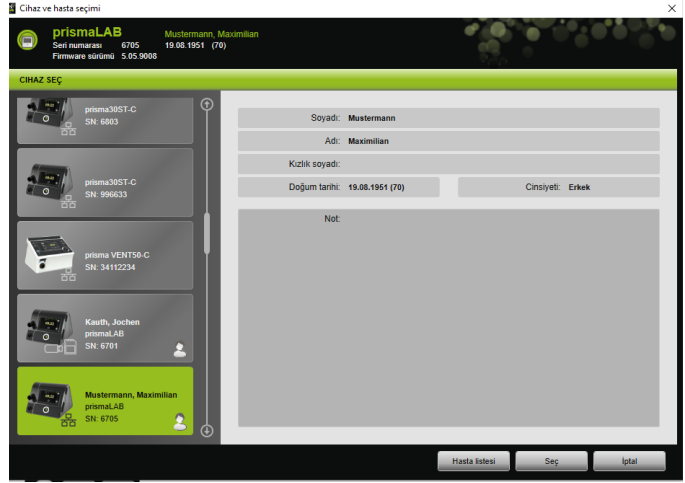 Cihaz ve hasta seçimi
prismaLAB
Seri numarası 6705
Firmware sürümü 5.05.9008
Mustermann, Maximilian
19.08.1951 (70)
CIHAZ SEÇ
prisma30ST-C
SN: 6803
prisma30ST-C
SN: 996633
prisma VENT50-C
SN: 34112234
Kauth, Jochen
prismaLAB
SN: 6701
Mustermann, Maximilian
prismaLAB
SN: 6705
Soyadı: Mustermann
Adı: Maximilian
Kızlık soyadı:
Doğum tarihi: 19.08.1951 (70) Cinsiyeti: Erkek
Not:
Hasta listesi Seç İptal